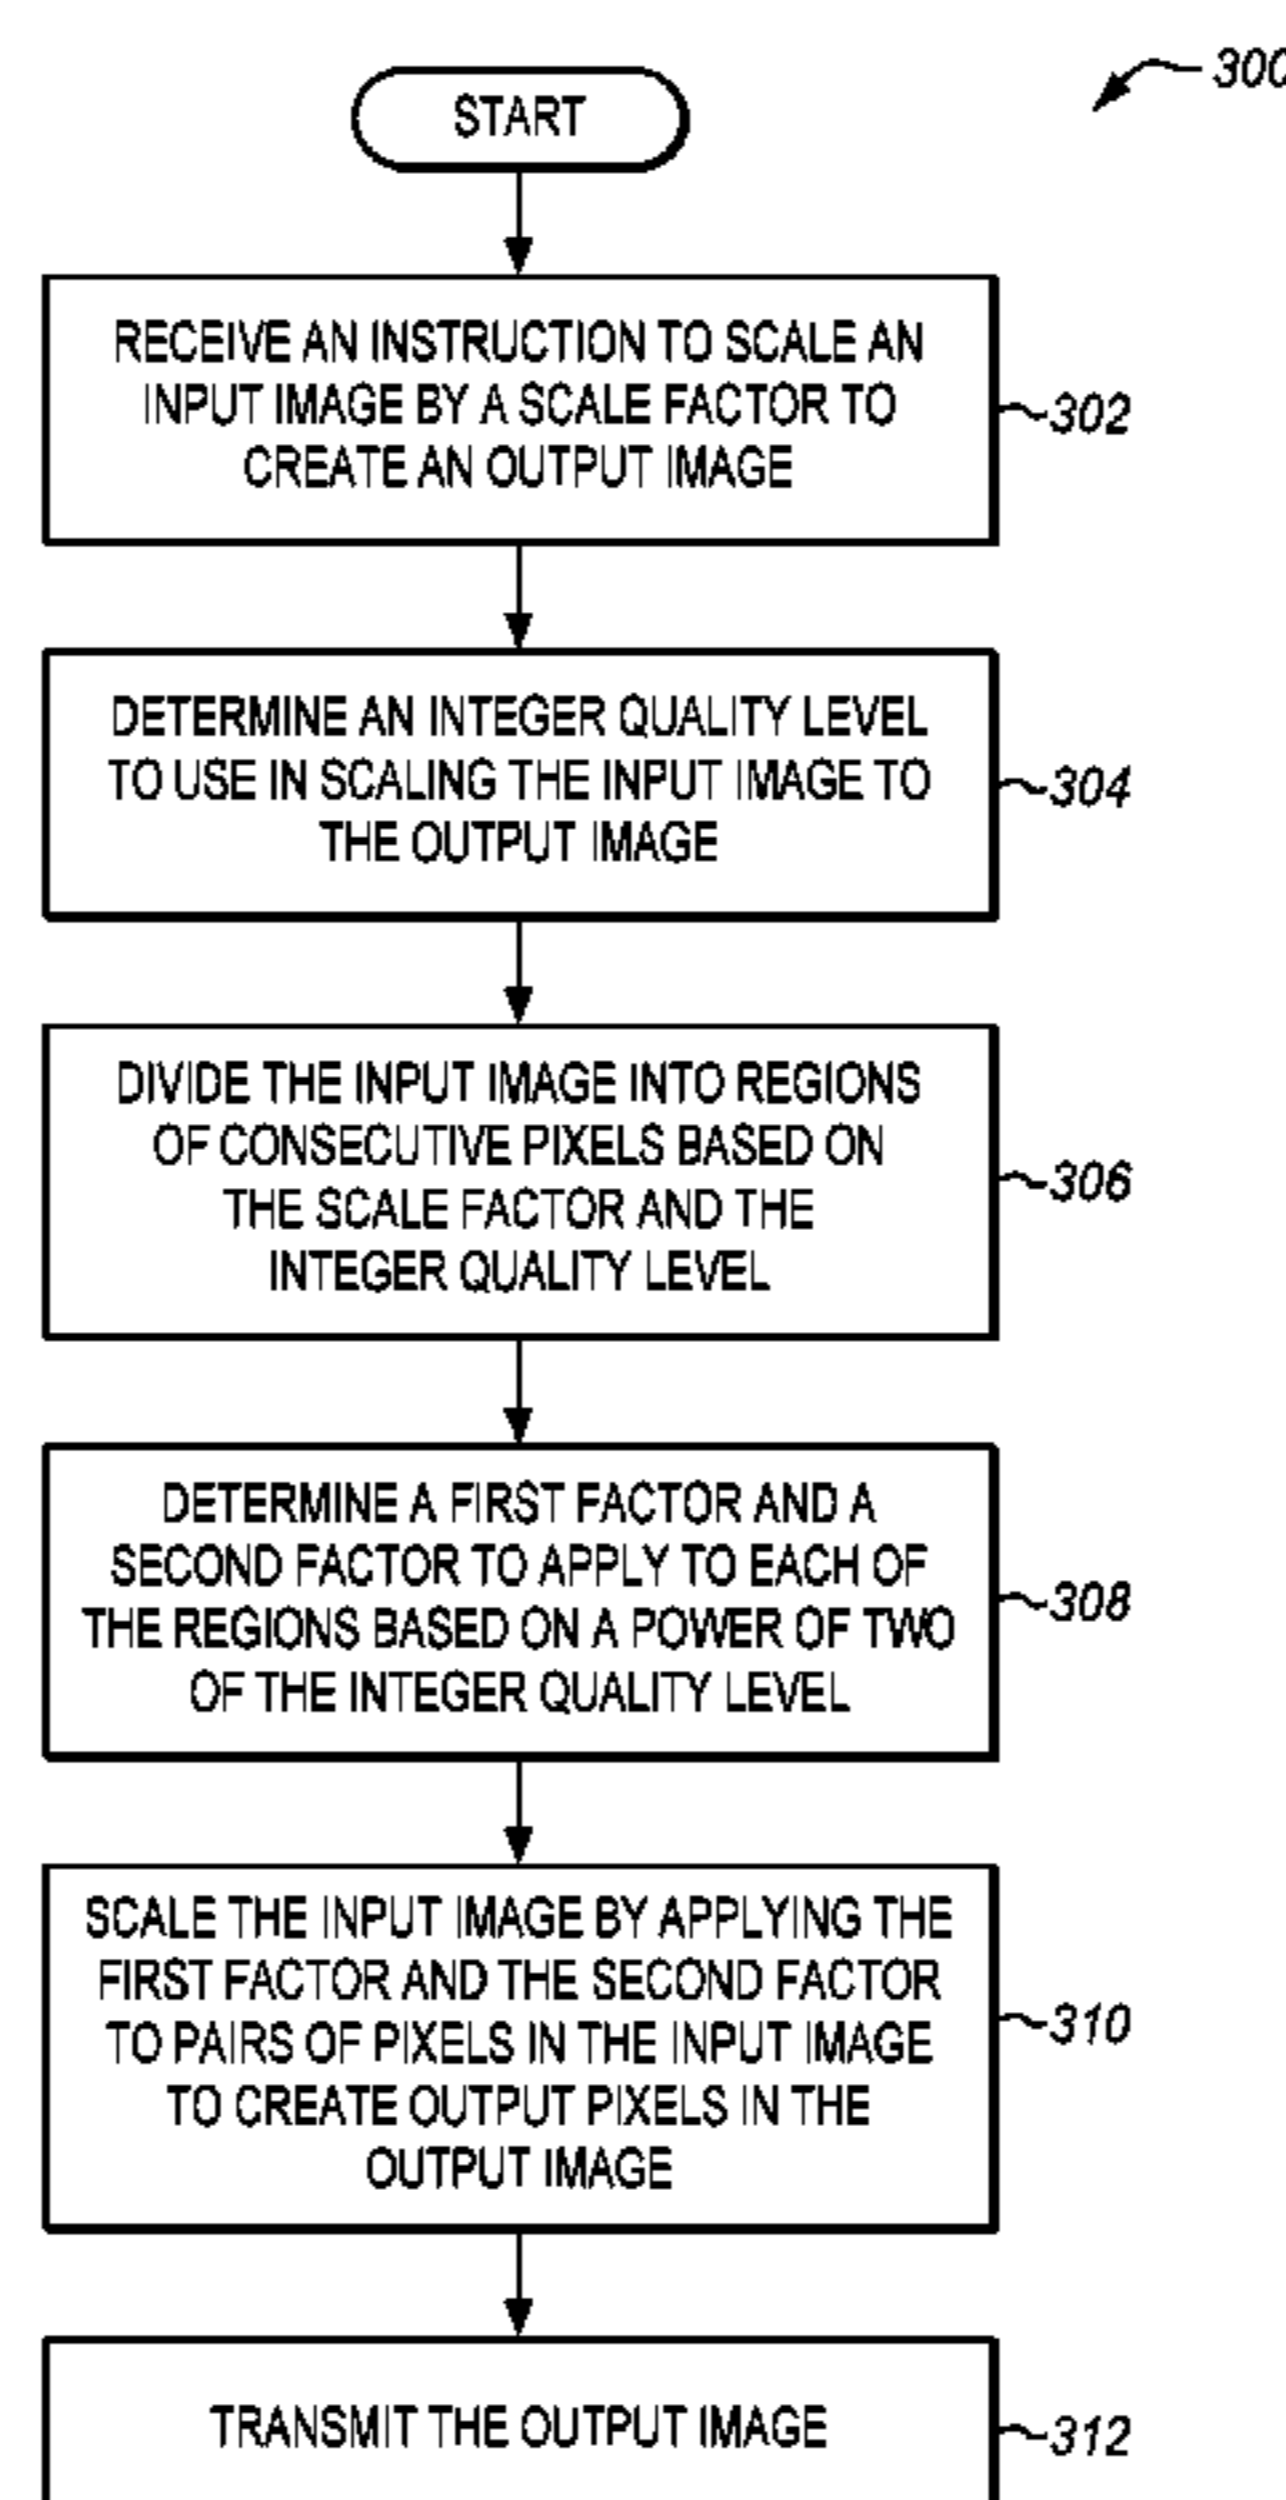 300
START
RECEIVE AN INSTRUCTION TO SCALE AN
INPUT IMAGE BY A SCALE FACTOR TO
CREATE AN OUTPUT IMAGE
302
DETERMINE AN INTEGER QUALITY LEVEL
TO USE IN SCALING THE INPUT IMAGE TO
THE OUTPUT IMAGE
304
DIVIDE THE INPUT IMAGE INTO REGIONS
OF CONSECUTIVE PIXELS BASED ON
THE SCALE FACTOR AND THE
INTEGER QUALITY LEVEL
306
DETERMINE A FIRST FACTOR AND A
SECOND FACTOR TO APPLY TO EACH OF
THE REGIONS BASED ON A POWER OF TWO
OF THE INTEGER QUALITY LEVEL
308
SCALE THE INPUT IMAGE BY APPLYING THE
FIRST FACTOR AND THE SECOND FACTOR
TO PAIRS OF PIXELS IN THE INPUT IMAGE
TO CREATE OUTPUT PIXELS IN THE
OUTPUT IMAGE
310
TRANSMIT THE OUTPUT IMAGE
312